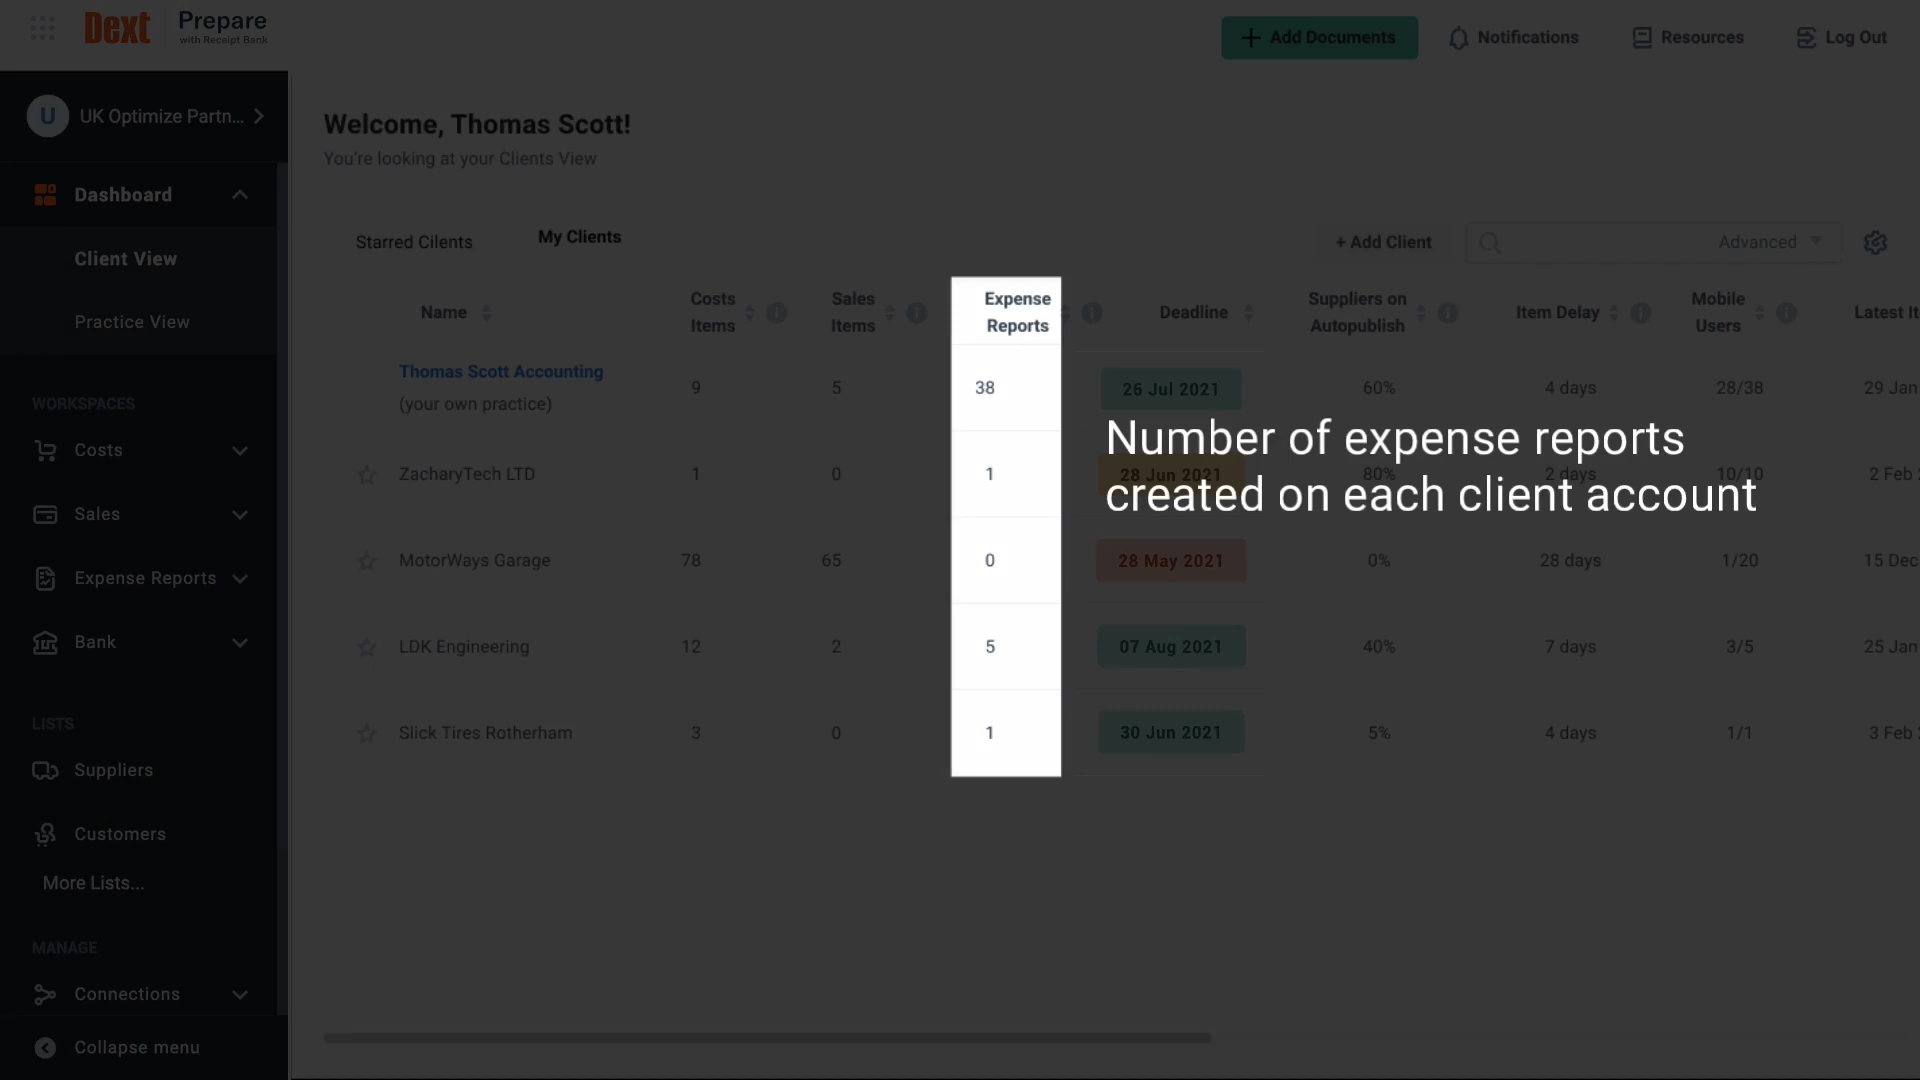 Dext Prepare
with Receipt Bank
Add Documents
Notifications
Resources
Log Out
U UK Optimize Partn...
Dashboard
Client View
Practice View
WORKSPACES
Costs
Sales
Expense Reports
Bank
LISTS
Suppliers
Customers
More Lists...
MANAGE
Connections
Collapse menu
Welcome, Thomas Scott!
You're looking at your Clients View
Starred Cilents
My Clients
+ Add Client
Advanced
Name
Costs
Items
Sales
Items
Expense
Reports
Deadline
Suppliers on
Autopublish
Item Delay
Mobile
Users
Latest It
Thomas Scott Accounting
(your own practice)
9 5 38 26 Jul 2021 60% 4 days 28/38 29 Jan
Number of expense reports
created on each client account
ZacharyTech LTD 1 0 1 28 Jun 2021 80% 2 days 10/10 2 Feb
MotorWays Garage 78 65 0 28 May 2021 0% 28 days 1/20 15 Dec
LDK Engineering 12 2 5 07 Aug 2021 40% 7 days 3/5 25 Jan
Slick Tires Rotherham 3 0 1 30 Jun 2021 5% 4 days 1/1 3 Feb